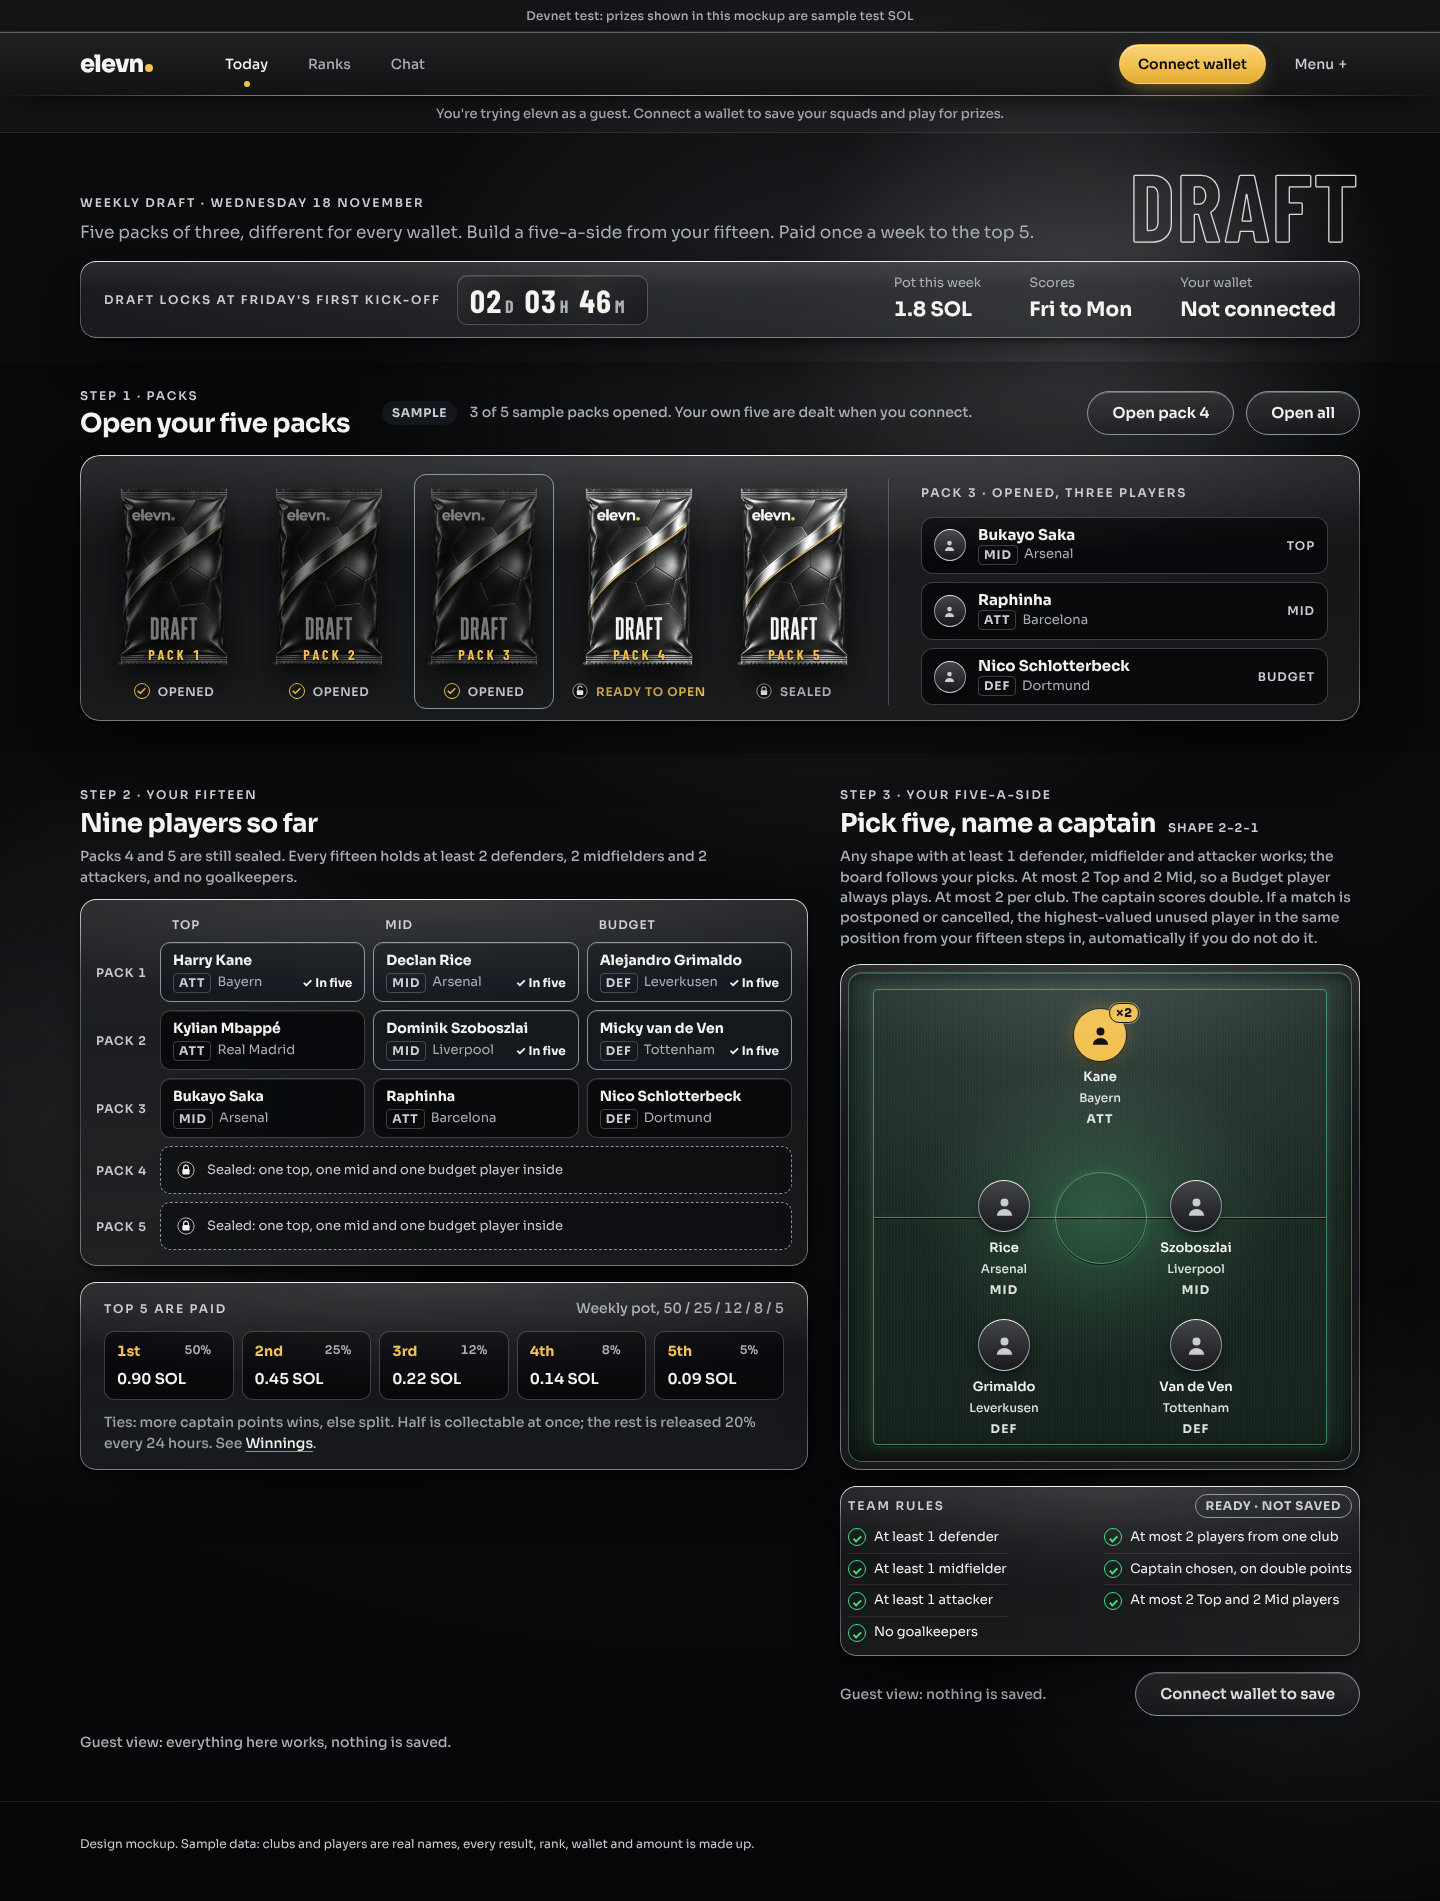 Devnet test: prizes shown in this mockup are sample test SOL
elevn.
Today
Ranks
Chat
Connect wallet
Menu +
You're trying elevn as a guest. Connect a wallet to save your squads and play for prizes.
WEEKLY DRAFT · WEDNESDAY 18 NOVEMBER
Five packs of three, different for every wallet. Build a five-a-side from your fifteen. Paid once a week to the top 5.
DRAFT
DRAFT LOCKS AT FRIDAY'S FIRST KICK-OFF
02 D 03 H 46 M
Pot this week
1.8 SOL
Scores
Fri to Mon
Your wallet
Not connected
STEP 1 · PACKS
Open your five packs
SAMPLE
3 of 5 sample packs opened. Your own five are dealt when you connect.
Open pack 4
Open all
elevn.
DRAFT
PACK 1
OPENED
elevn.
DRAFT
PACK 2
OPENED
elevn.
DRAFT
PACK 3
OPENED
elevn.
DRAFT
PACK 4
READY TO OPEN
elevn.
DRAFT
PACK 5
SEALED
PACK 3 · OPENED, THREE PLAYERS
Bukayo Saka
MID Arsenal
TOP
Raphinha
ATT Barcelona
MID
Nico Schlotterbeck
DEF Dortmund
BUDGET
STEP 2 · YOUR FIFTEEN
Nine players so far
Packs 4 and 5 are still sealed. Every fifteen holds at least 2 defenders, 2 midfielders and 2
attackers, and no goalkeepers.
TOP
MID
BUDGET
PACK 1
Harry Kane
ATT Bayern ✓ In five
Declan Rice
MID Arsenal ✓ In five
Alejandro Grimaldo
DEF Leverkusen ✓ In five
PACK 2
Kylian Mbappé
ATT Real Madrid
Dominik Szoboszlai
MID Liverpool ✓ In five
Micky van de Ven
DEF Tottenham ✓ In five
PACK 3
Bukayo Saka
MID Arsenal
Raphinha
ATT Barcelona
Nico Schlotterbeck
DEF Dortmund
PACK 4
Sealed: one top, one mid and one budget player inside
PACK 5
Sealed: one top, one mid and one budget player inside
TOP 5 ARE PAID
Weekly pot, 50 / 25 / 12 / 8 / 5
1st 50%
0.90 SOL
2nd 25%
0.45 SOL
3rd 12%
0.22 SOL
4th 8%
0.14 SOL
5th 5%
0.09 SOL
Ties: more captain points wins, else split. Half is collectable at once; the rest is released 20%
every 24 hours. See Winnings.
STEP 3 · YOUR FIVE-A-SIDE
Pick five, name a captain
SHAPE 2-2-1
Any shape with at least 1 defender, midfielder and attacker works; the
board follows your picks. At most 2 Top and 2 Mid, so a Budget player
always plays. At most 2 per club. The captain scores double. If a match is
postponed or cancelled, the highest-valued unused player in the same
position from your fifteen steps in, automatically if you do not do it.
×2
Kane
Bayern
ATT
Rice
Arsenal
MID
Szoboszlai
Liverpool
MID
Grimaldo
Leverkusen
DEF
Van de Ven
Tottenham
DEF
TEAM RULES
READY · NOT SAVED
At least 1 defender
At least 1 midfielder
At least 1 attacker
No goalkeepers
At most 2 players from one club
Captain chosen, on double points
At most 2 Top and 2 Mid players
Guest view: nothing is saved.
Connect wallet to save
Guest view: everything here works, nothing is saved.
Design mockup. Sample data: clubs and players are real names, every result, rank, wallet and amount is made up.